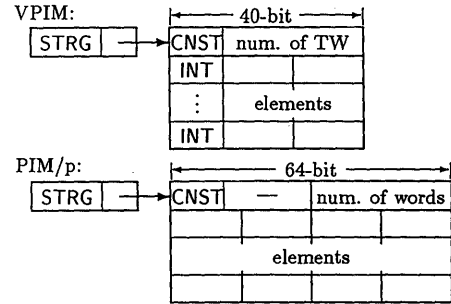 VPIM:
40-bit
STRG CNST num. of TW
INT
⋮ elements
INT
PIM/p:
64-bit
STRG CNST — num. of words
elements